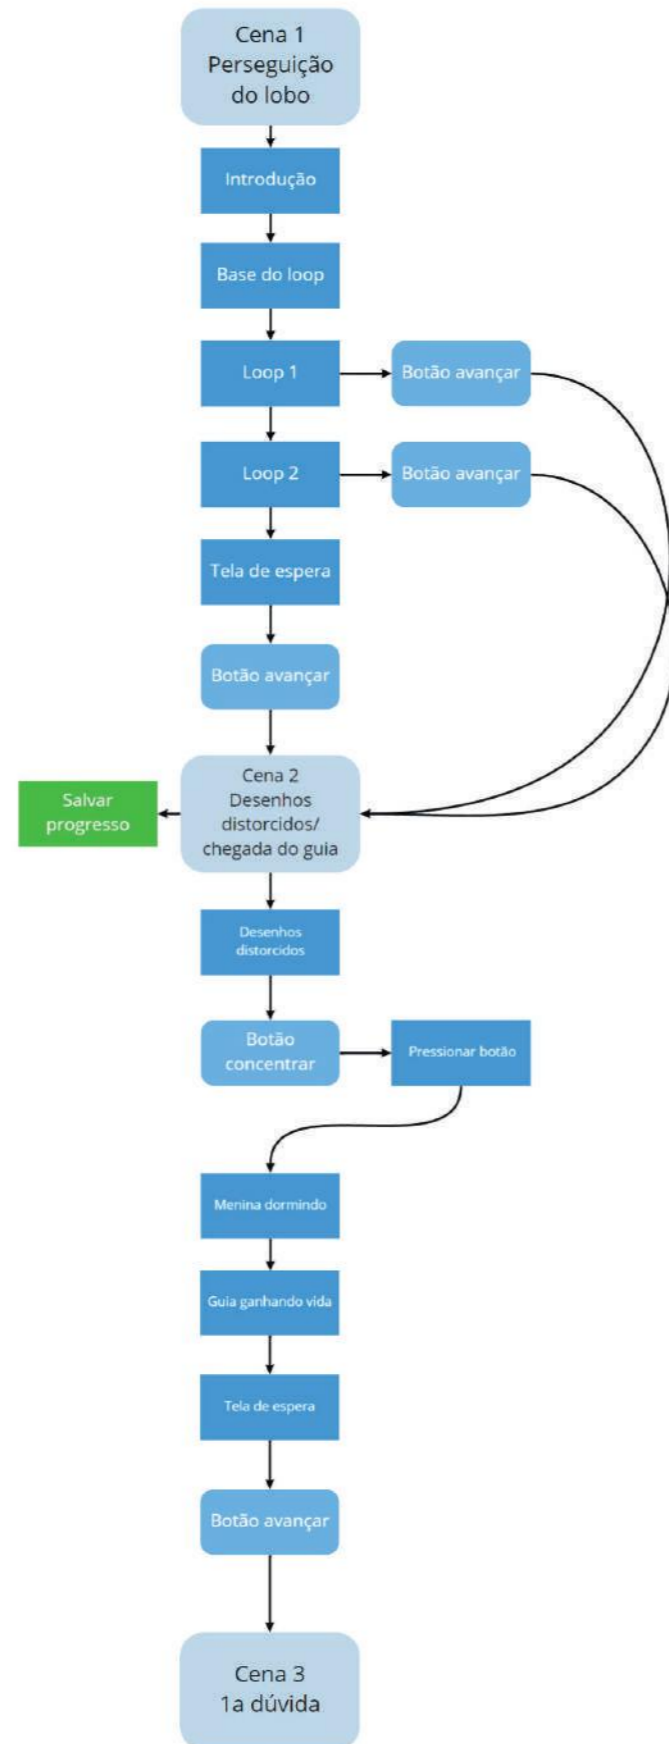 Cena 1
Perseguição
do lobo
Introdução
Base do loop
Loop 1
Botão avançar
Loop 2
Botão avançar
Tela de espera
Botão avançar
Cena 2
Desenhos
distorcidos/
chegada do guia
Salvar
progresso
Desenhos
distorcidos
Botão
concentrar
Pressionar botão
Menina dormindo
Guia ganhando vida
Tela de espera
Botão avançar
Cena 3
1a dúvida